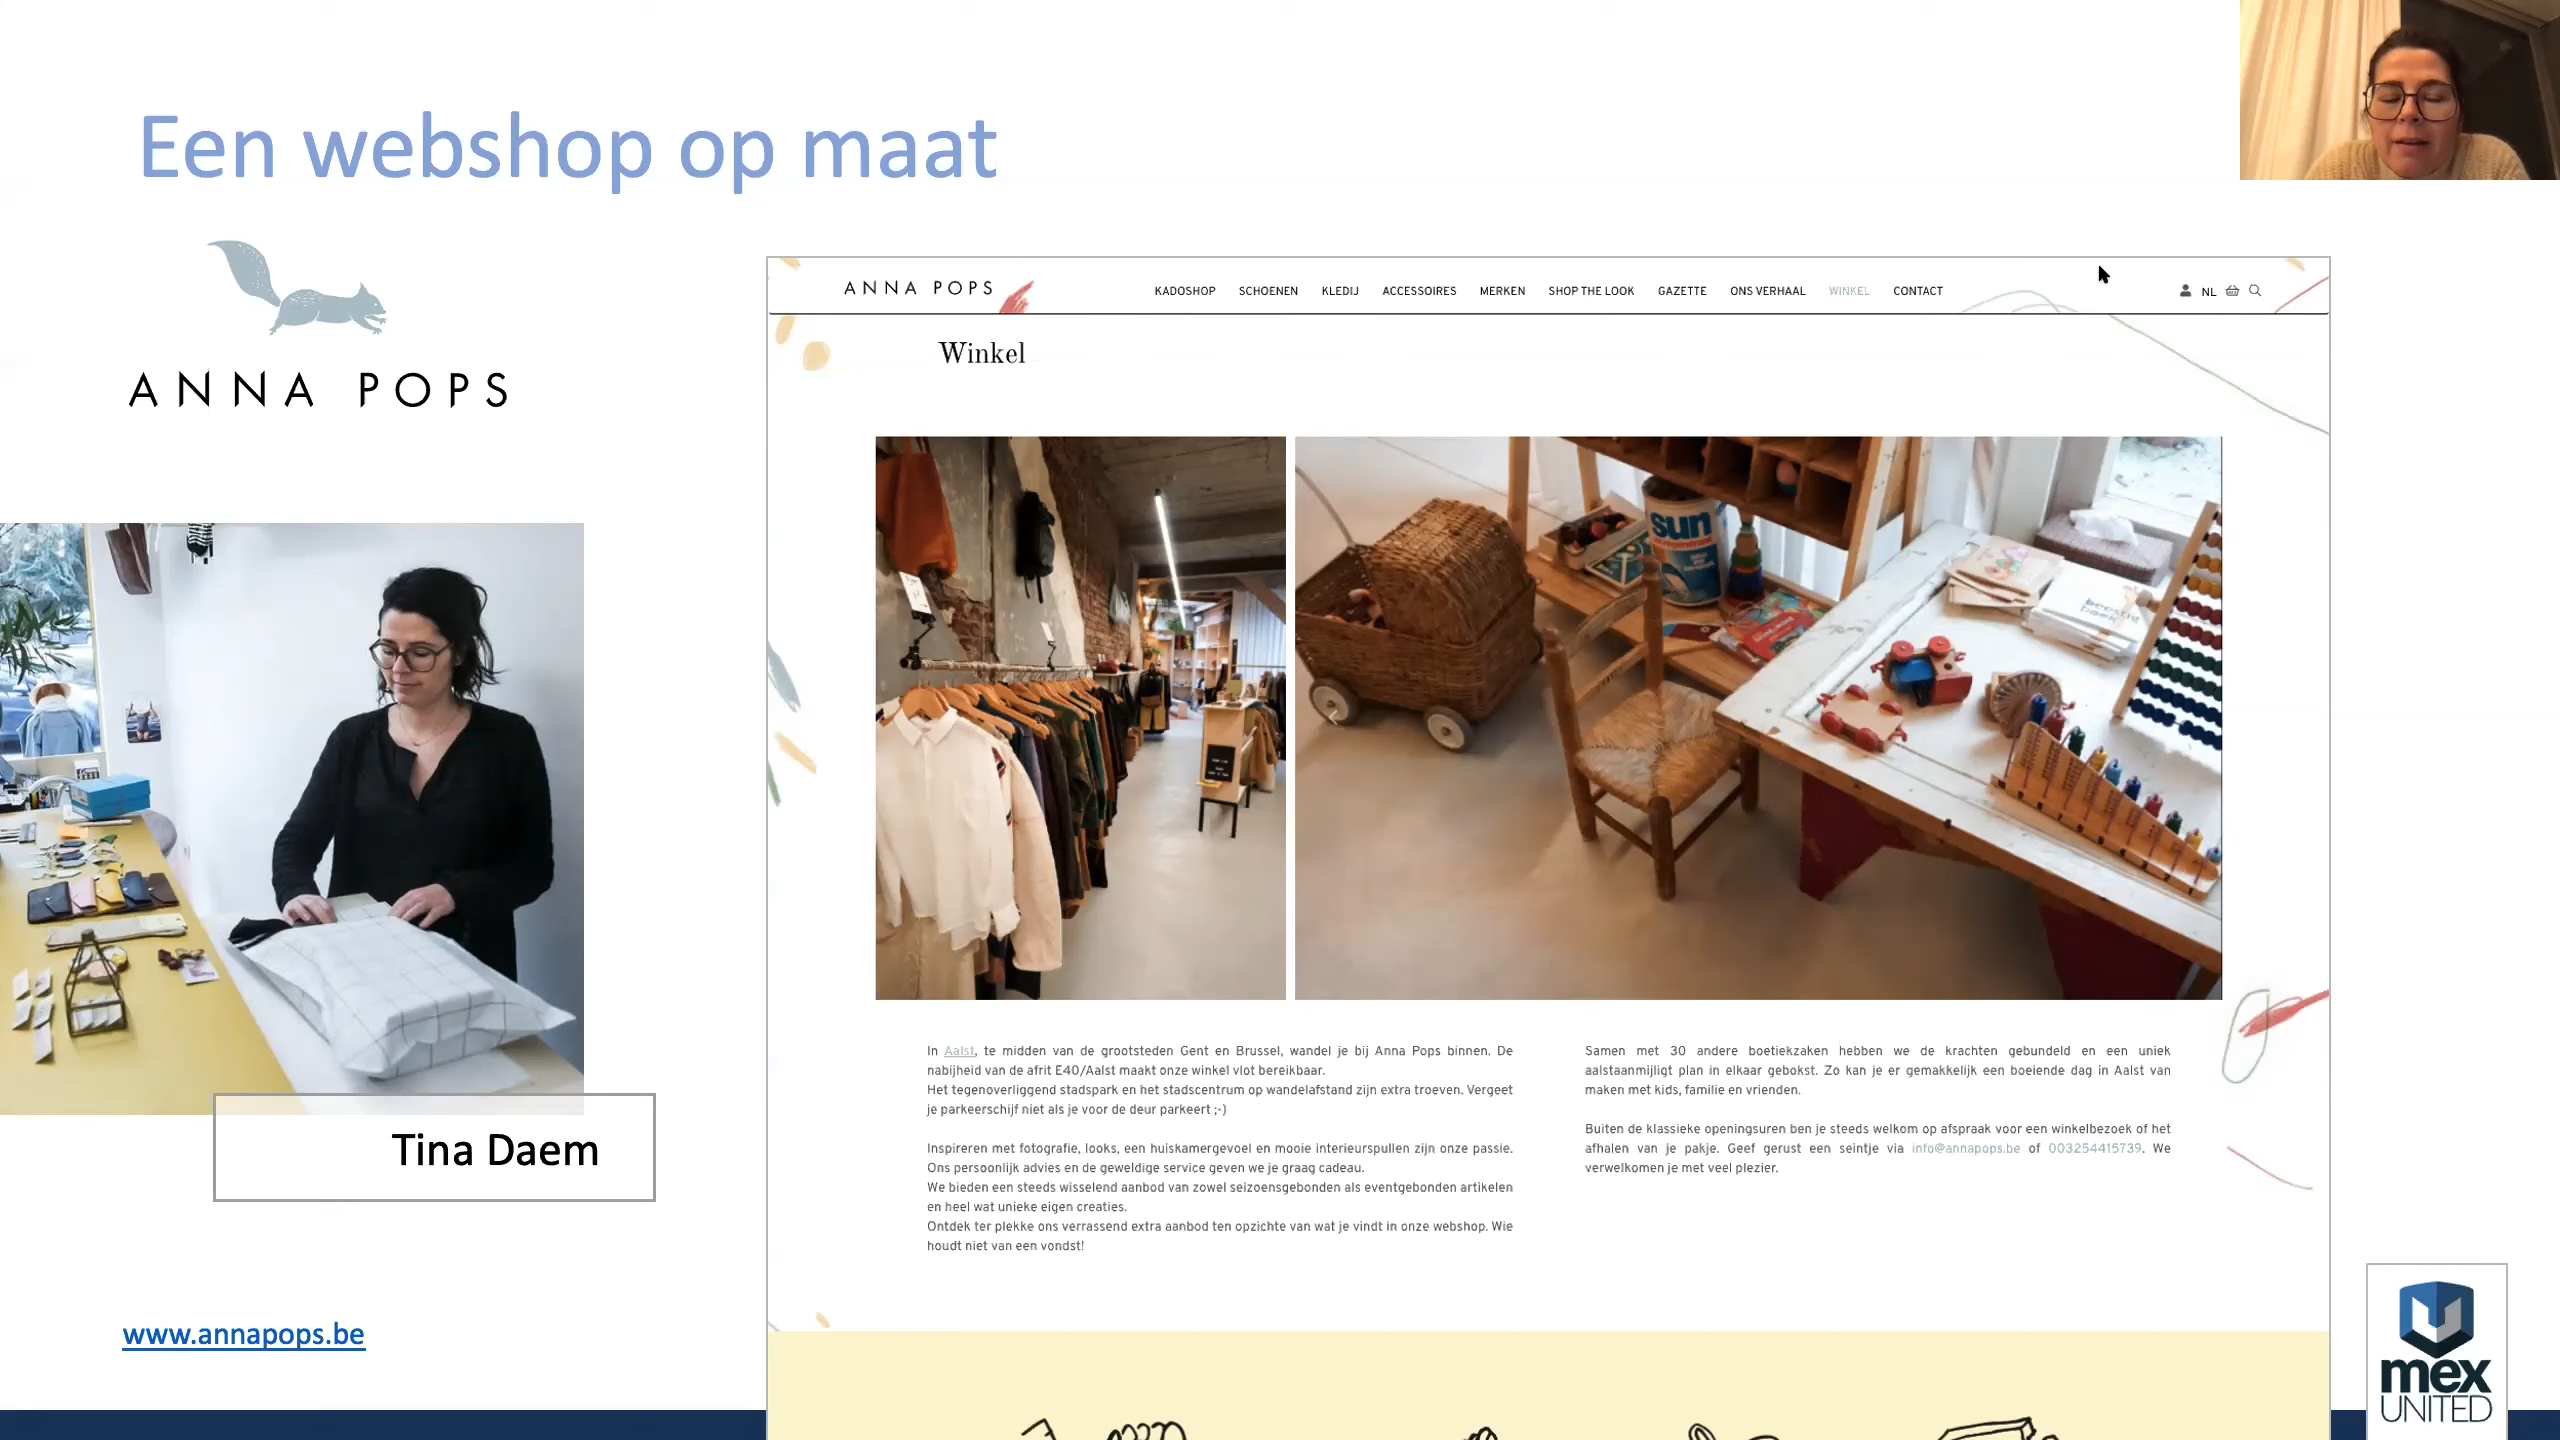 Een webshop op maat
ANNA POPS
Tina Daem
www.annapops.be
ANNA POPS
KADOSHOP SCHOENEN KLEDIJ ACCESSOIRES MERKEN SHOP THE LOOK GAZETTE ONS VERHAAL WINKEL CONTACT
NL
Winkel
sun
In Aalst, te midden van de grootsteden Gent en Brussel, wandel je bij Anna Pops binnen. De
nabijheid van de afrit E40/Aalst maakt onze winkel vlot bereikbaar.
Het tegenoverliggend stadspark en het stadscentrum op wandelafstand zijn extra troeven. Vergeet
je parkeerschijf niet als je voor de deur parkeert ;-)
Inspireren met fotografie, looks, een huiskamergevoel en mooie interieurspullen zijn onze passie.
Ons persoonlijk advies en de geweldige service geven we je graag cadeau.
We bieden een steeds wisselend aanbod van zowel seizoensgebonden als eventgebonden artikelen
en heel wat unieke eigen creaties.
Ontdek ter plekke ons verrassend extra aanbod ten opzichte van wat je vindt in onze webshop. Wie
houdt niet van een vondst!
Samen met 30 andere boetiekzaken hebben we de krachten gebundeld en een uniek
aalstaanmijligt plan in elkaar gebokst. Zo kan je er gemakkelijk een boeiende dag in Aalst van
maken met kids, familie en vrienden.
Buiten de klassieke openingsuren ben je steeds welkom op afspraak voor een winkelbezoek of het
afhalen van je pakje. Geef gerust een seintje via info@annapops.be of 003254415739. We
verwelkomen je met veel plezier.
mex
UNITED